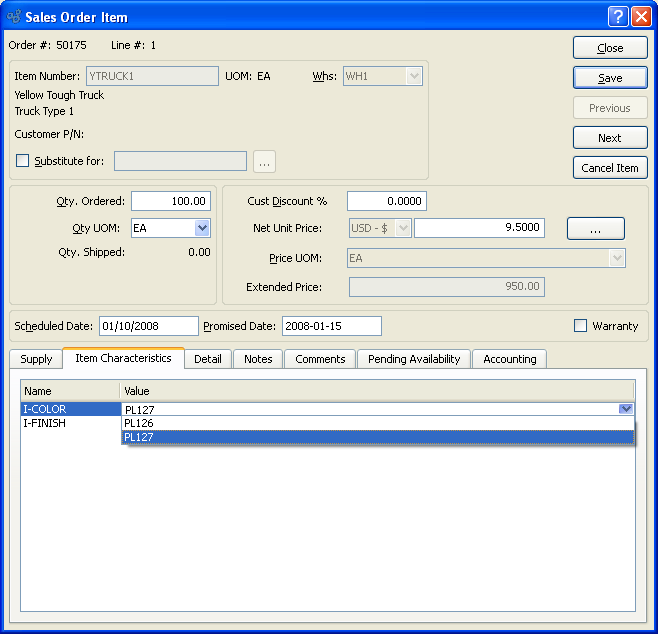 Sales Order Item
Order #: 50175 Line #: 1
Close
Item Number: YTRUCK1 UOM: EA Whs: WH1
Save
Yellow Tough Truck
Truck Type 1
Previous
Customer P/N:
Next
Substitute for: ...
Cancel Item
Qty. Ordered: 100.00 Cust Discount % 0.0000
Qty UOM: EA Net Unit Price: USD - $ 9.5000 ...
Qty. Shipped: 0.00 Price UOM: EA
Extended Price: 950.00
Scheduled Date: 01/10/2008 Promised Date: 2008-01-15 Warranty
Supply Item Characteristics Detail Notes Comments Pending Availability Accounting
Name Value
I-COLOR PL127
I-FINISH PL126
PL127